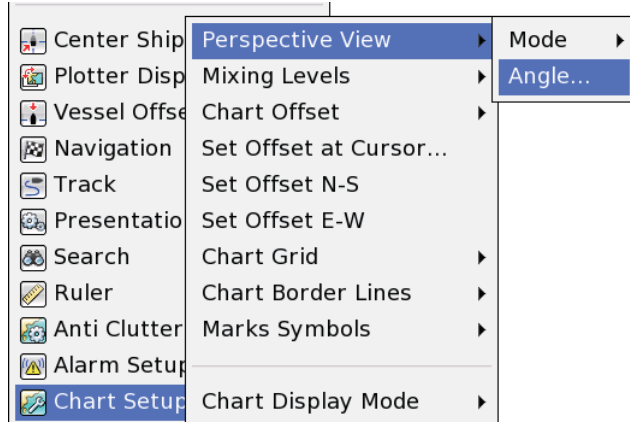 Center Ship
Plotter Disp
Vessel Offse
Navigation
Track
Presentatio
Search
Ruler
Anti Clutter
Alarm Setup
Chart Setup
Perspective View
Mixing Levels
Chart Offset
Set Offset at Cursor...
Set Offset N-S
Set Offset E-W
Chart Grid
Chart Border Lines
Marks Symbols
Chart Display Mode
Mode
Angle...